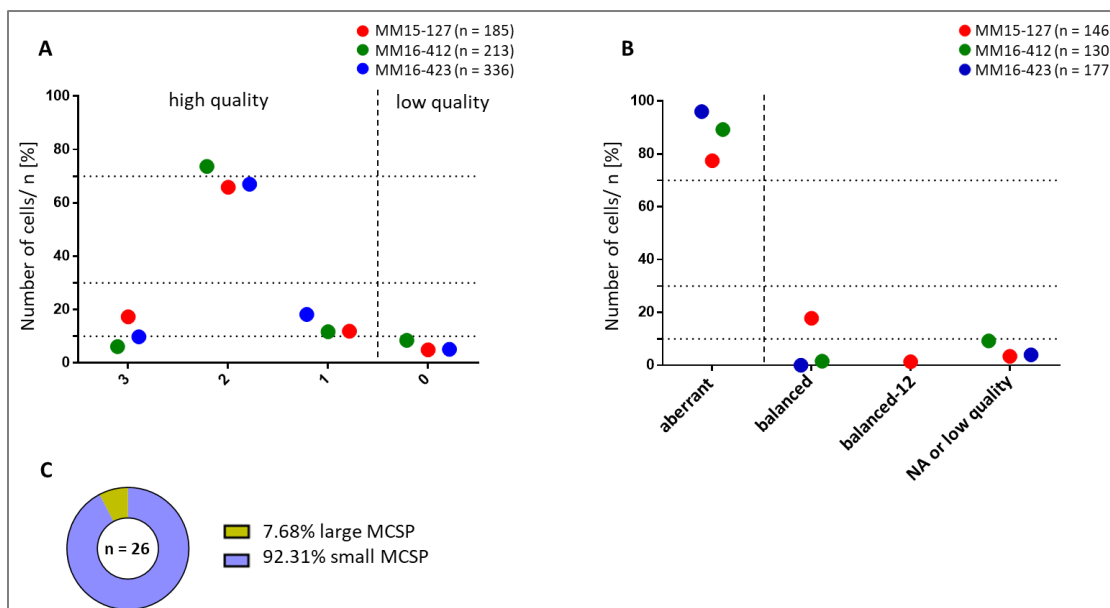 A
MM15-127 (n = 185)
MM16-412 (n = 213)
MM16-423 (n = 336)
high quality
low quality
Number of cells/ n [%]
100
80
60
40
20
0
3
2
1
0
B
MM15-127 (n = 146
MM16-412 (n = 130
MM16-423 (n = 177
Number of cells/ n [%]
100
80
60
40
20
0
aberrant
balanced
balanced-12
NA or low quality
C
n = 26
7.68% large MCSP
92.31% small MCSP